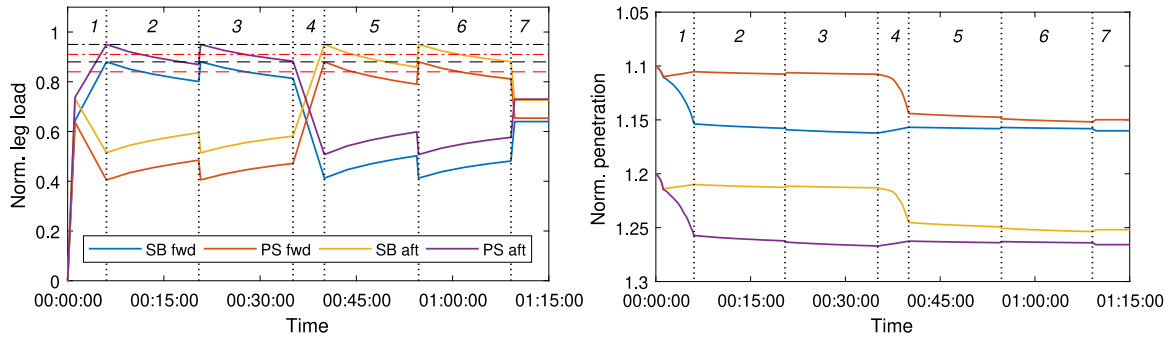 1 2 3 4 5 6 7
1
0.8
0.6
0.4
0.2
0
Norm. leg load
SB fwd PS fwd SB aft PS aft
00:00:00 00:15:00 00:30:00 00:45:00 01:00:00 01:15:00
Time
1.05
1.1
1.15
1.2
1.25
1.3
Norm. penetration
1 2 3 4 5 6 7
00:00:00 00:15:00 00:30:00 00:45:00 01:00:00 01:15:00
Time